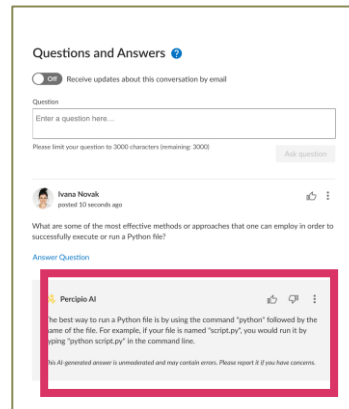 Questions and Answers ?
Off Receive updates about this conversation by email
Question
Enter a question here...
Please limit your question to 3000 characters (remaining: 3000)
Ask question
Ivana Novak
posted 10 seconds ago
What are some of the most effective methods or approaches that one can employ in order to
successfully execute or run a Python file?
Answer Question
Percipio AI
The best way to run a Python file is by using the command "python" followed by the
name of the file. For example, if your file is named "script.py", you would run it by
typing "python script.py" in the command line.
This AI-generated answer is unmoderated and may contain errors. Please report it if you have concerns.